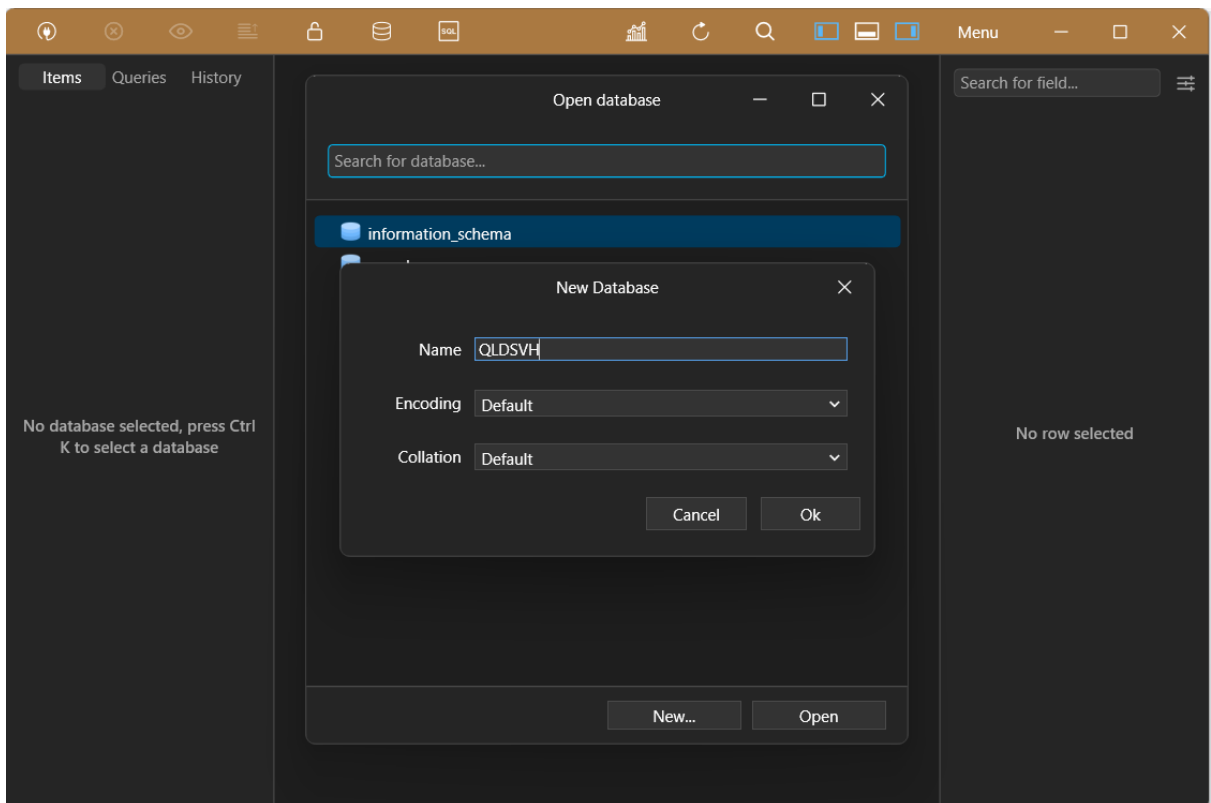 SQL
Menu
Items Queries History
Open database
Search for field...
Search for database...
information_schema
New Database
Name QLDSVH
Encoding Default
No database selected, press Ctrl
K to select a database
No row selected
Collation Default
Cancel Ok
New... Open